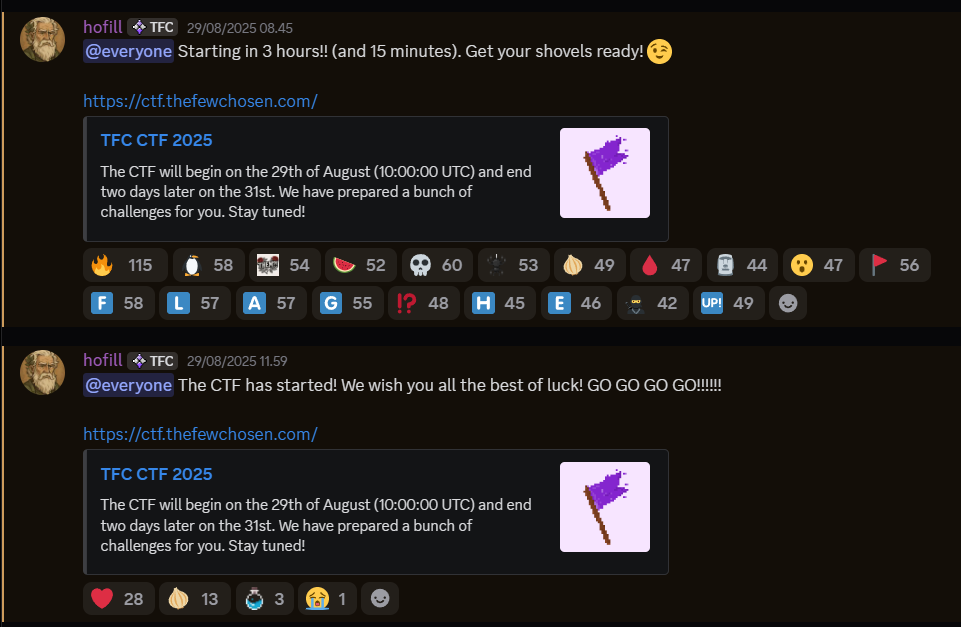 hofill TFC 29/08/2025 08.45
@everyone Starting in 3 hours!! (and 15 minutes). Get your shovels ready! 😉
https://ctf.thefewchosen.com/
TFC CTF 2025
The CTF will begin on the 29th of August (10:00:00 UTC) and end
two days later on the 31st. We have prepared a bunch of
challenges for you. Stay tuned!
115 58 54 52 60 53 49 47 44 47 56
F 58 L 57 A 57 G 55 ⁉ 48 H 45 E 46 42 UP! 49
hofill TFC 29/08/2025 11.59
@everyone The CTF has started! We wish you all the best of luck! GO GO GO GO!!!!!!
https://ctf.thefewchosen.com/
TFC CTF 2025
The CTF will begin on the 29th of August (10:00:00 UTC) and end
two days later on the 31st. We have prepared a bunch of
challenges for you. Stay tuned!
28 13 3 1